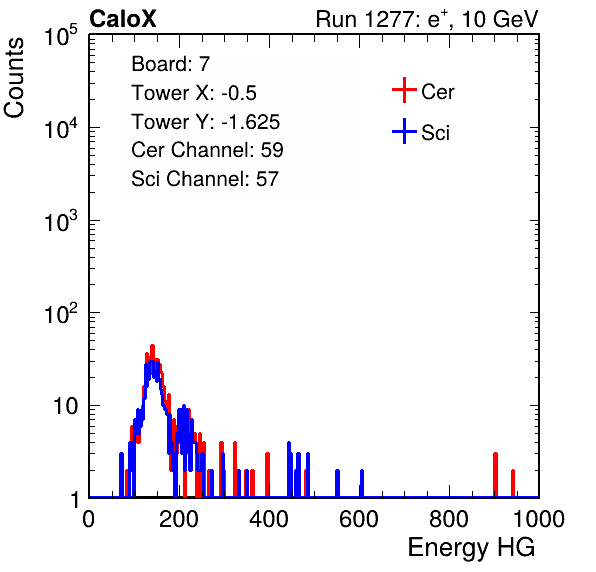 CaloX Run 1277: e⁺, 10 GeV
Counts
10⁵
10⁴
10³
10²
10
1
Board: 7
Tower X: -0.5
Tower Y: -1.625
Cer Channel: 59
Sci Channel: 57
Cer
Sci
0 200 400 600 800 1000
Energy HG